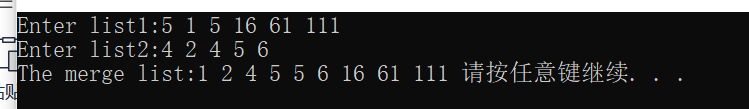 Enter list1:5 1 5 16 61 111
Enter list2:4 2 4 5 6
The merge list:1 2 4 5 5 6 16 61 111 请按任意键继续. . .